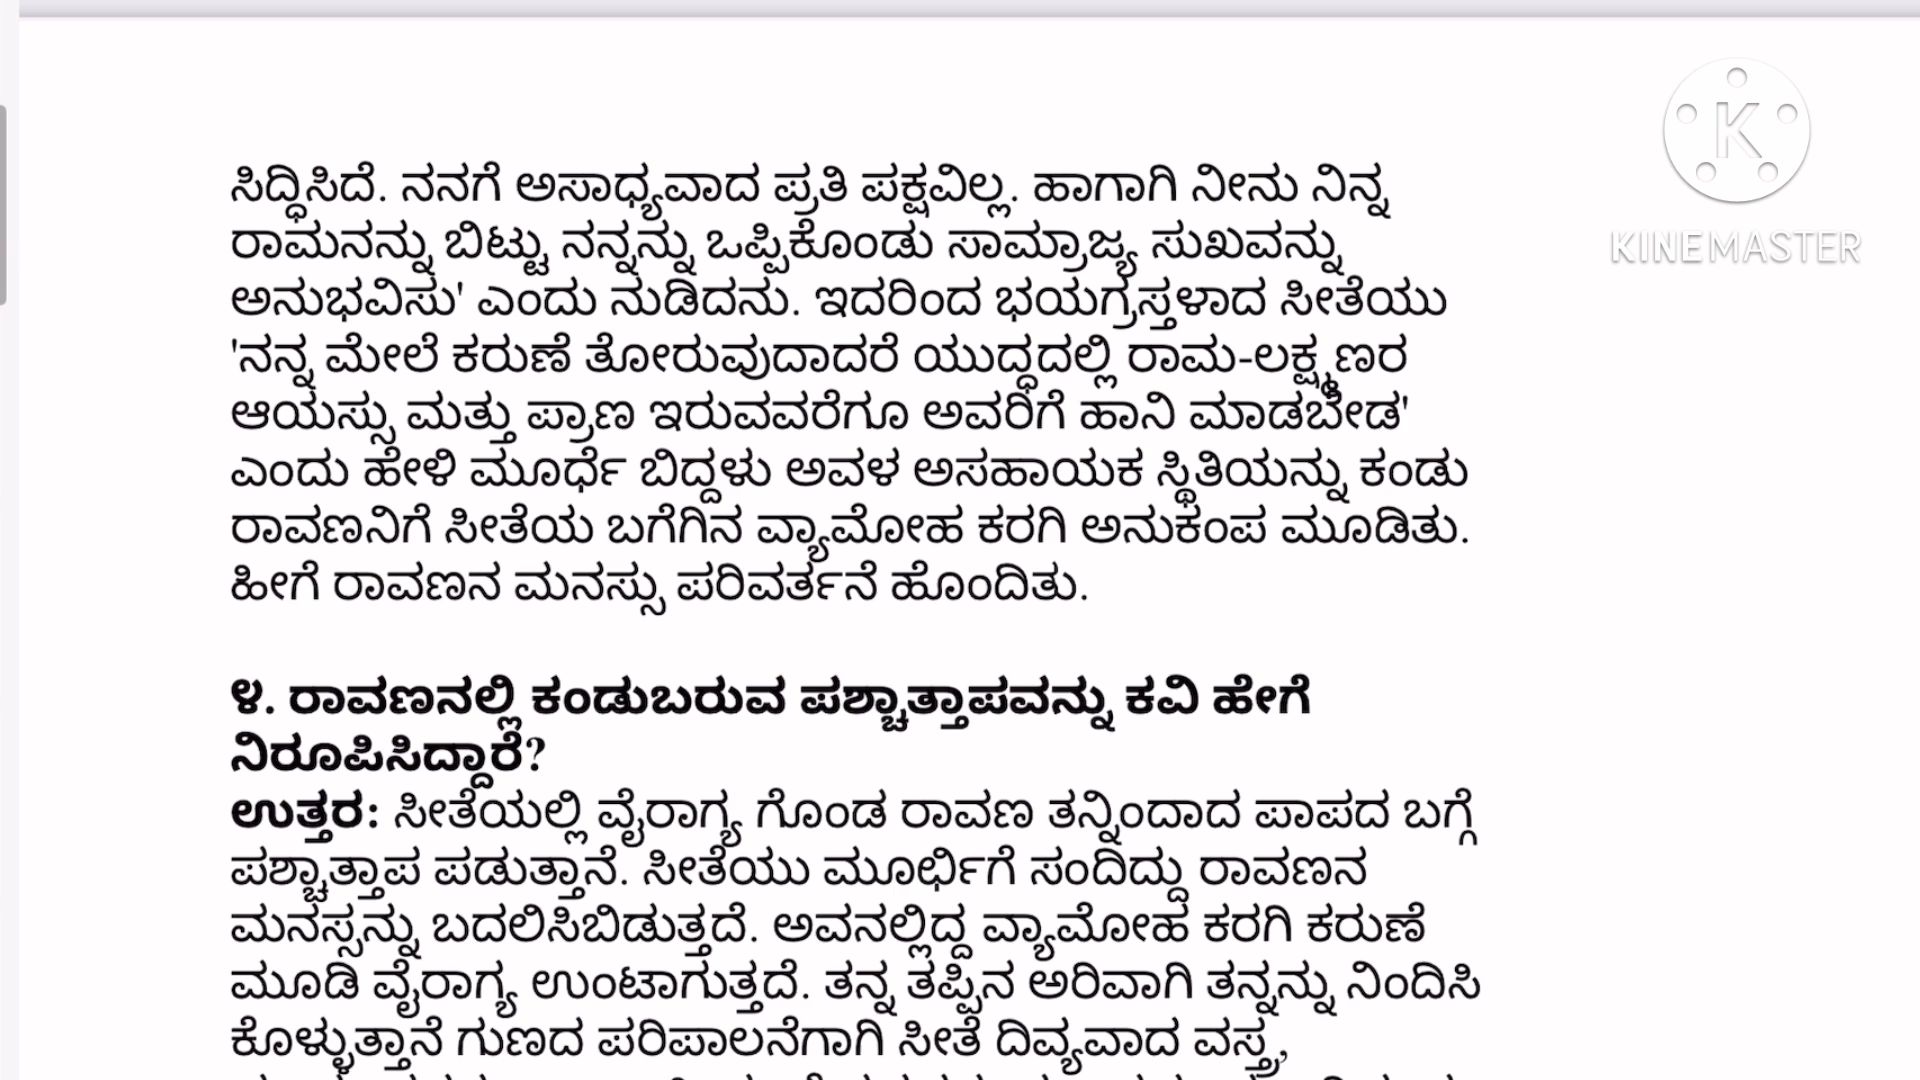 ಸಿದ್ಧಿಸಿದೆ. ನನಗೆ ಅಸಾಧ್ಯವಾದ ಪ್ರತಿ ಪಕ್ಷವಿಲ್ಲ. ಹಾಗಾಗಿ ನೀನು ನಿನ್ನ
ರಾಮನನ್ನು ಬಿಟ್ಟು ನನ್ನನ್ನು ಒಪ್ಪಿಕೊಂಡು ಸಾಮ್ರಾಜ್ಯ ಸುಖವನ್ನು
ಅನುಭವಿಸು' ಎಂದು ನುಡಿದನು. ಇದರಿಂದ ಭಯಗ್ರಸ್ತಳಾದ ಸೀತೆಯು
'ನನ್ನ ಮೇಲೆ ಕರುಣೆ ತೋರುವುದಾದರೆ ಯುದ್ಧದಲ್ಲಿ ರಾಮ-ಲಕ್ಷ್ಮಣರ
ಆಯಸ್ಸು ಮತ್ತು ಪ್ರಾಣ ಇರುವವರೆಗೂ ಅವರಿಗೆ ಹಾನಿ ಮಾಡಬೇಡ'
ಎಂದು ಹೇಳಿ ಮೂರ್ಧೆ ಬಿದ್ದಳು ಅವಳ ಅಸಹಾಯಕ ಸ್ಥಿತಿಯನ್ನು ಕಂಡು
ರಾವಣನಿಗೆ ಸೀತೆಯ ಬಗೆಗಿನ ವ್ಯಾಮೋಹ ಕರಗಿ ಅನುಕಂಪ ಮೂಡಿತು.
ಹೀಗೆ ರಾವಣನ ಮನಸ್ಸು ಪರಿವರ್ತನೆ ಹೊಂದಿತು.
೪. ರಾವಣನಲ್ಲಿ ಕಂಡುಬರುವ ಪಶ್ಚಾತ್ತಾಪವನ್ನು ಕವಿ ಹೇಗೆ
ನಿರೂಪಿಸಿದ್ದಾರೆ?
ಉತ್ತರ: ಸೀತೆಯಲ್ಲಿ ವೈರಾಗ್ಯ ಗೊಂಡ ರಾವಣ ತನ್ನಿಂದಾದ ಪಾಪದ ಬಗ್ಗೆ
ಪಶ್ಚಾತ್ತಾಪ ಪಡುತ್ತಾನೆ. ಸೀತೆಯು ಮೂರ್ಛಿಗೆ ಸಂದಿದ್ದು ರಾವಣನ
ಮನಸ್ಸನ್ನು ಬದಲಿಸಿಬಿಡುತ್ತದೆ. ಅವನಲ್ಲಿದ್ದ ವ್ಯಾಮೋಹ ಕರಗಿ ಕರುಣೆ
ಮೂಡಿ ವೈರಾಗ್ಯ ಉಂಟಾಗುತ್ತದೆ. ತನ್ನ ತಪ್ಪಿನ ಅರಿವಾಗಿ ತನ್ನನ್ನು ನಿಂದಿಸಿ
ಕೊಳ್ಳುತ್ತಾನೆ ಗುಣದ ಪರಿಪಾಲನೆಗಾಗಿ ಸೀತೆ ದಿವ್ಯವಾದ ವಸ್ತ್ರ,
KINEMASTER